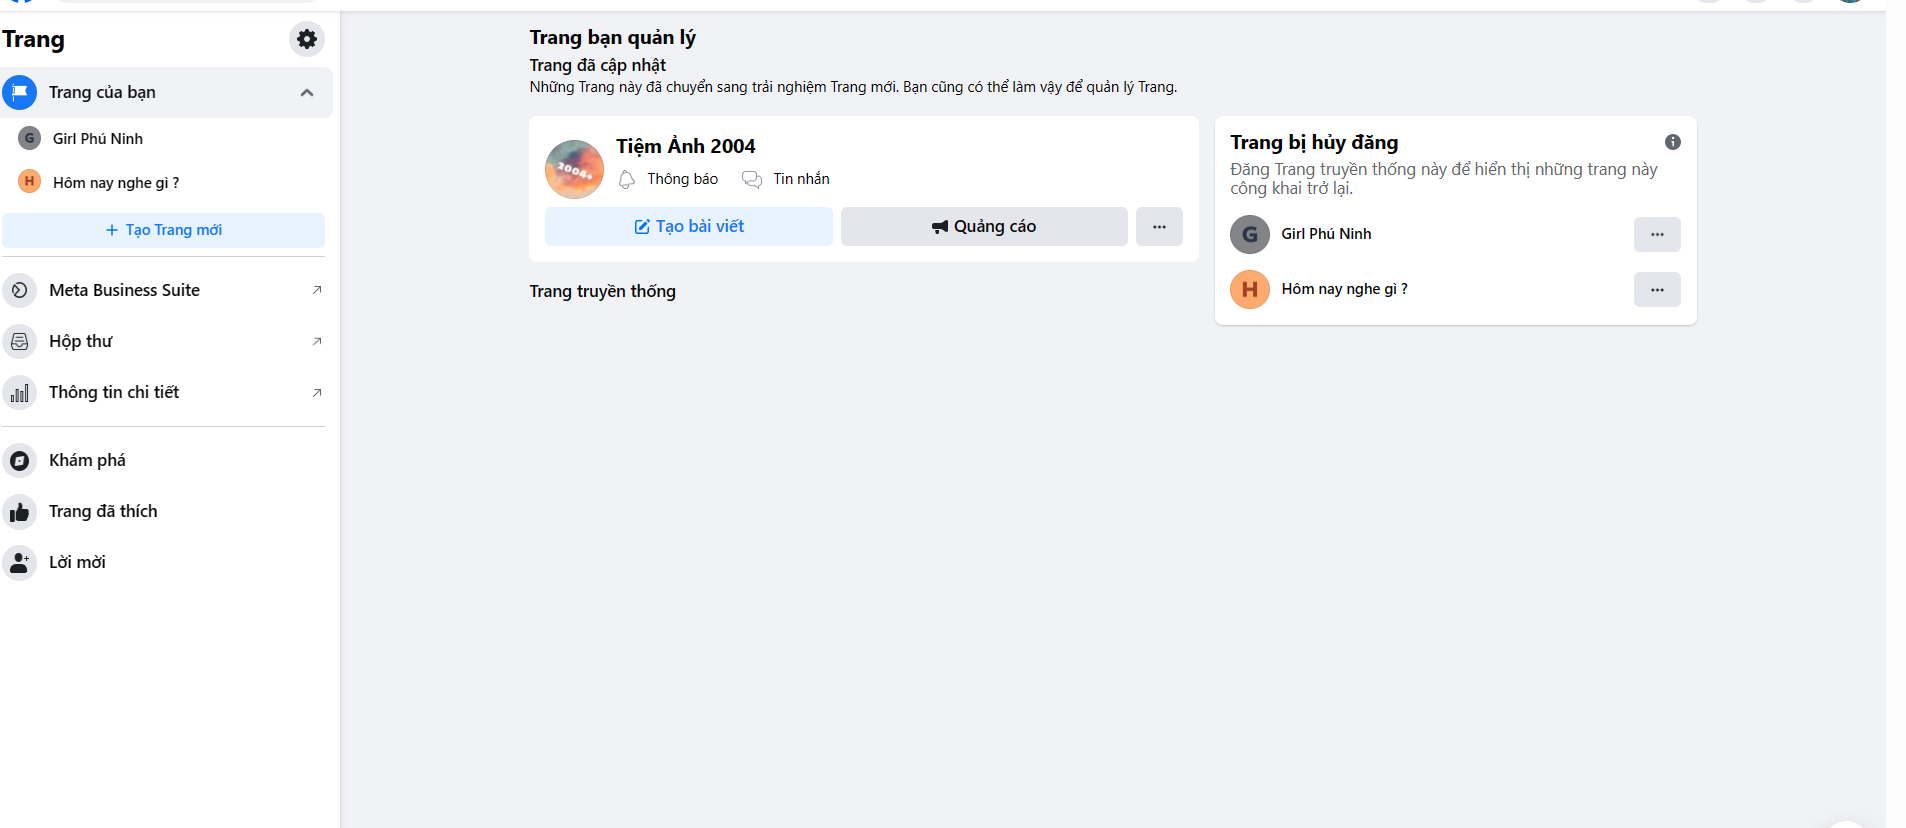 Trang
Trang của bạn
G Girl Phú Ninh
H Hôm nay nghe gì ?
+ Tạo Trang mới
Meta Business Suite
Hộp thư
Thông tin chi tiết
Khám phá
Trang đã thích
Lời mời
Trang bạn quản lý
Trang đã cập nhật
Những Trang này đã chuyển sang trải nghiệm Trang mới. Bạn cũng có thể làm vậy để quản lý Trang.
2004+
Tiệm Ảnh 2004
Thông báo Tin nhắn
Tạo bài viết Quảng cáo ...
Trang truyền thống
Trang bị hủy đăng
Đăng Trang truyền thống này để hiển thị những trang này
công khai trở lại.
G Girl Phú Ninh ...
H Hôm nay nghe gì ? ...